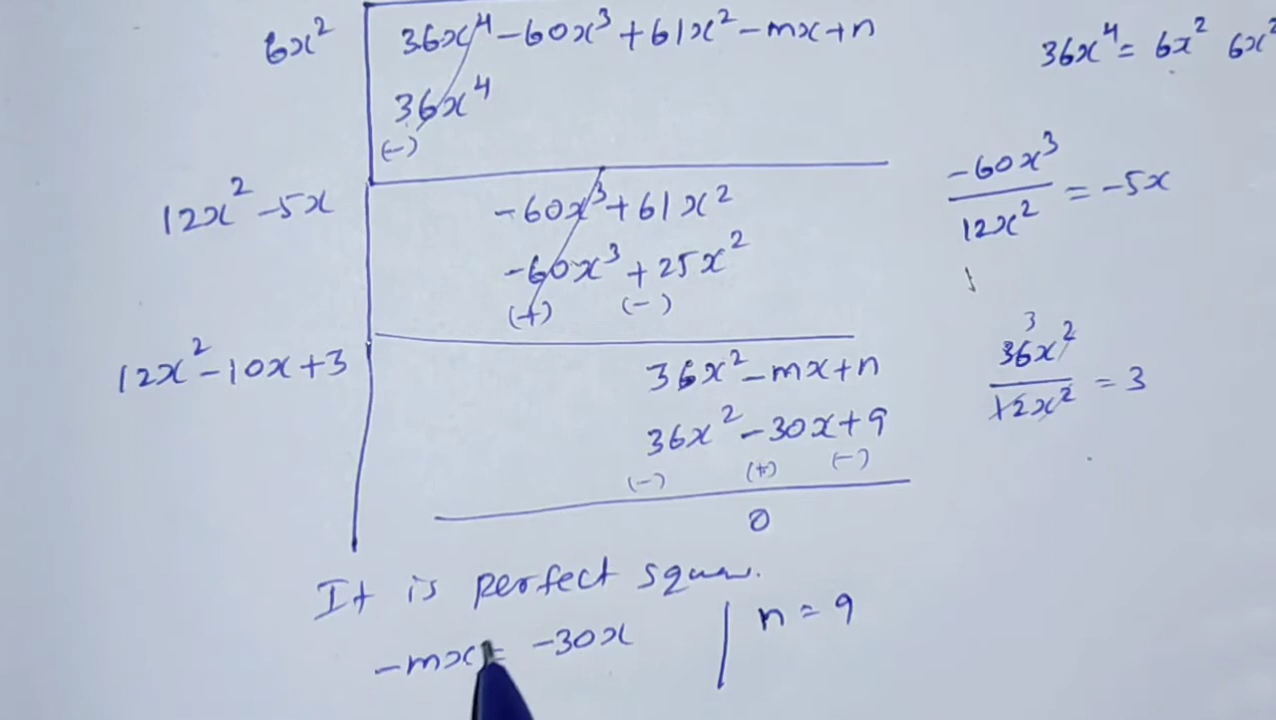 6x² 36x⁴ - 60x³ + 61x² - mx + n 36x⁴ = 6x² 6x²
36x⁴
(-)
12x² - 5x -60x³ + 61x² -60x³/12x² = -5x
-60x³ + 25x²
(+) (-)
12x² - 10x + 3 36x² - mx + n 3 36x²/12x² = 3
36x² - 30x + 9
(-) (+) (-)
0
It is perfect
-mx = -30x | n = 9